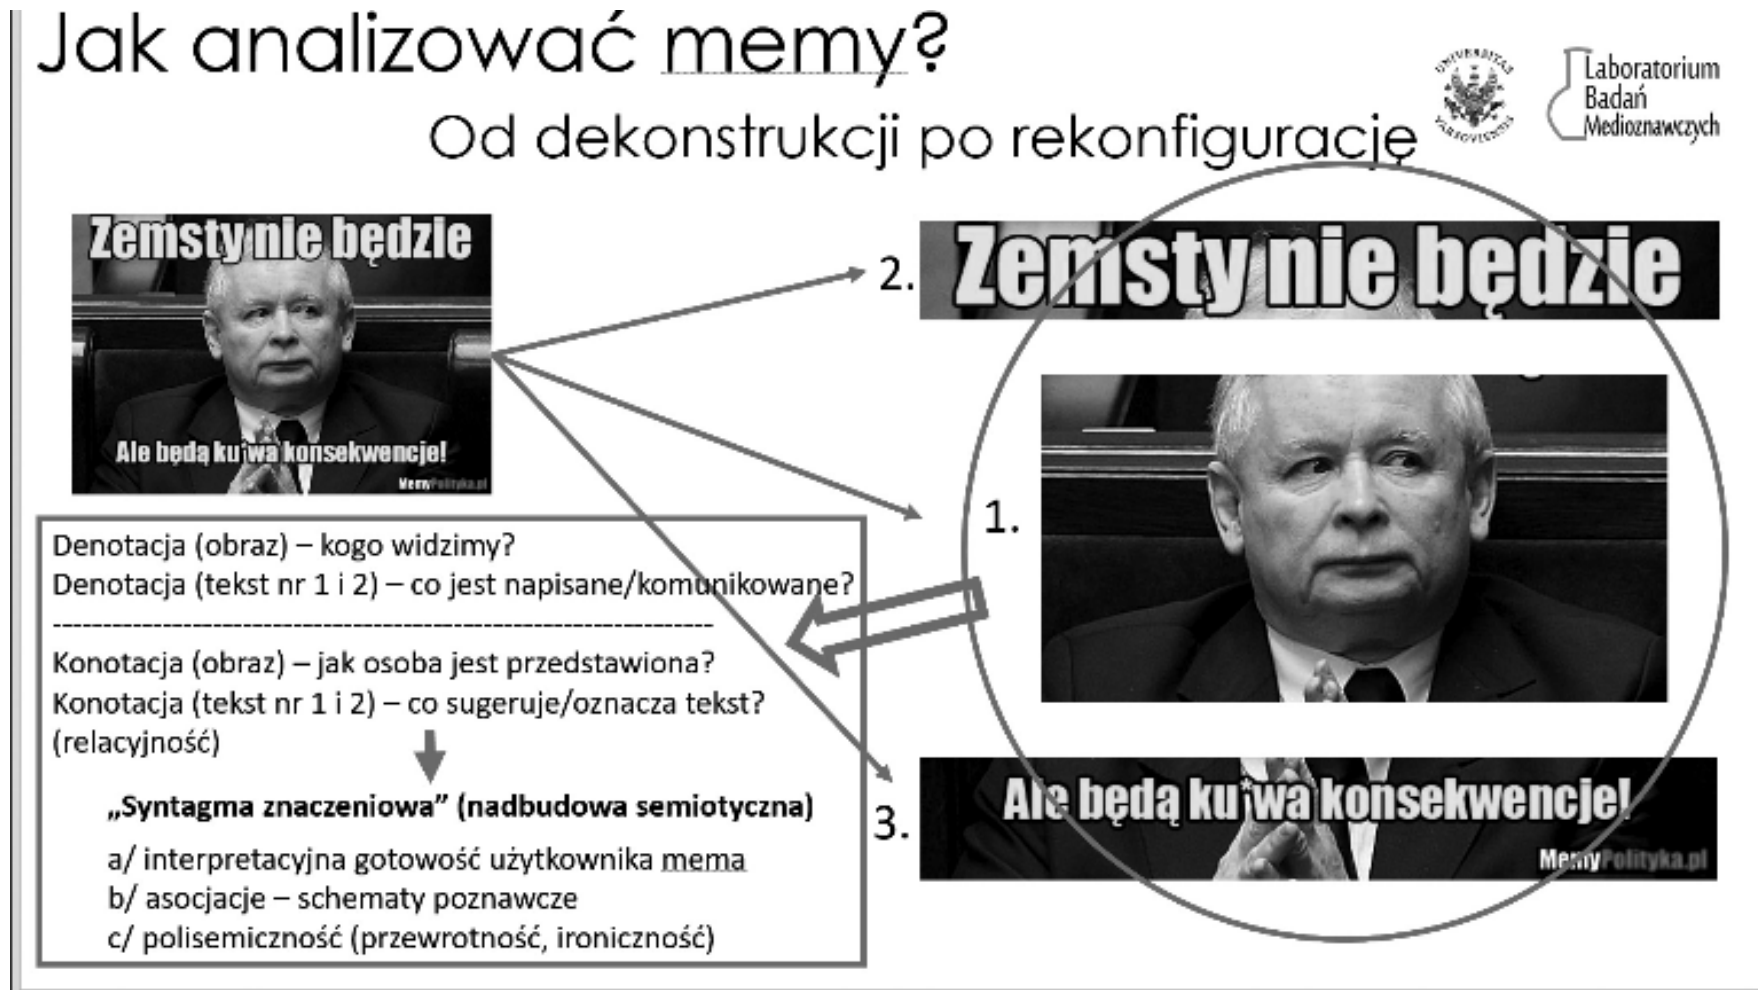 Jak analizować memy?
Od dekonstrukcji po rekonfigurację
UNIVERSITAS
VARSOVIENSIS
Laboratorium
Badań
Medioznawczych
Zemsty nie będzie
Ale będą ku*wa konsekwencje!
MemyPolityka.pl
2.
Zemsty nie będzie
1.
3.
Ale będą ku*wa konsekwencje!
MemyPolityka.pl
Denotacja (obraz) – kogo widzimy?
Denotacja (tekst nr 1 i 2) – co jest napisane/komunikowane?
------------------------------------------------------------------
Konotacja (obraz) – jak osoba jest przedstawiona?
Konotacja (tekst nr 1 i 2) – co sugeruje/oznacza tekst?
(relacyjność)
„Syntagma znaczeniowa” (nadbudowa semiotyczna)
a/ interpretacyjna gotowość użytkownika mema
b/ asocjacje – schematy poznawcze
c/ polisemiczność (przewrotność, ironiczność)